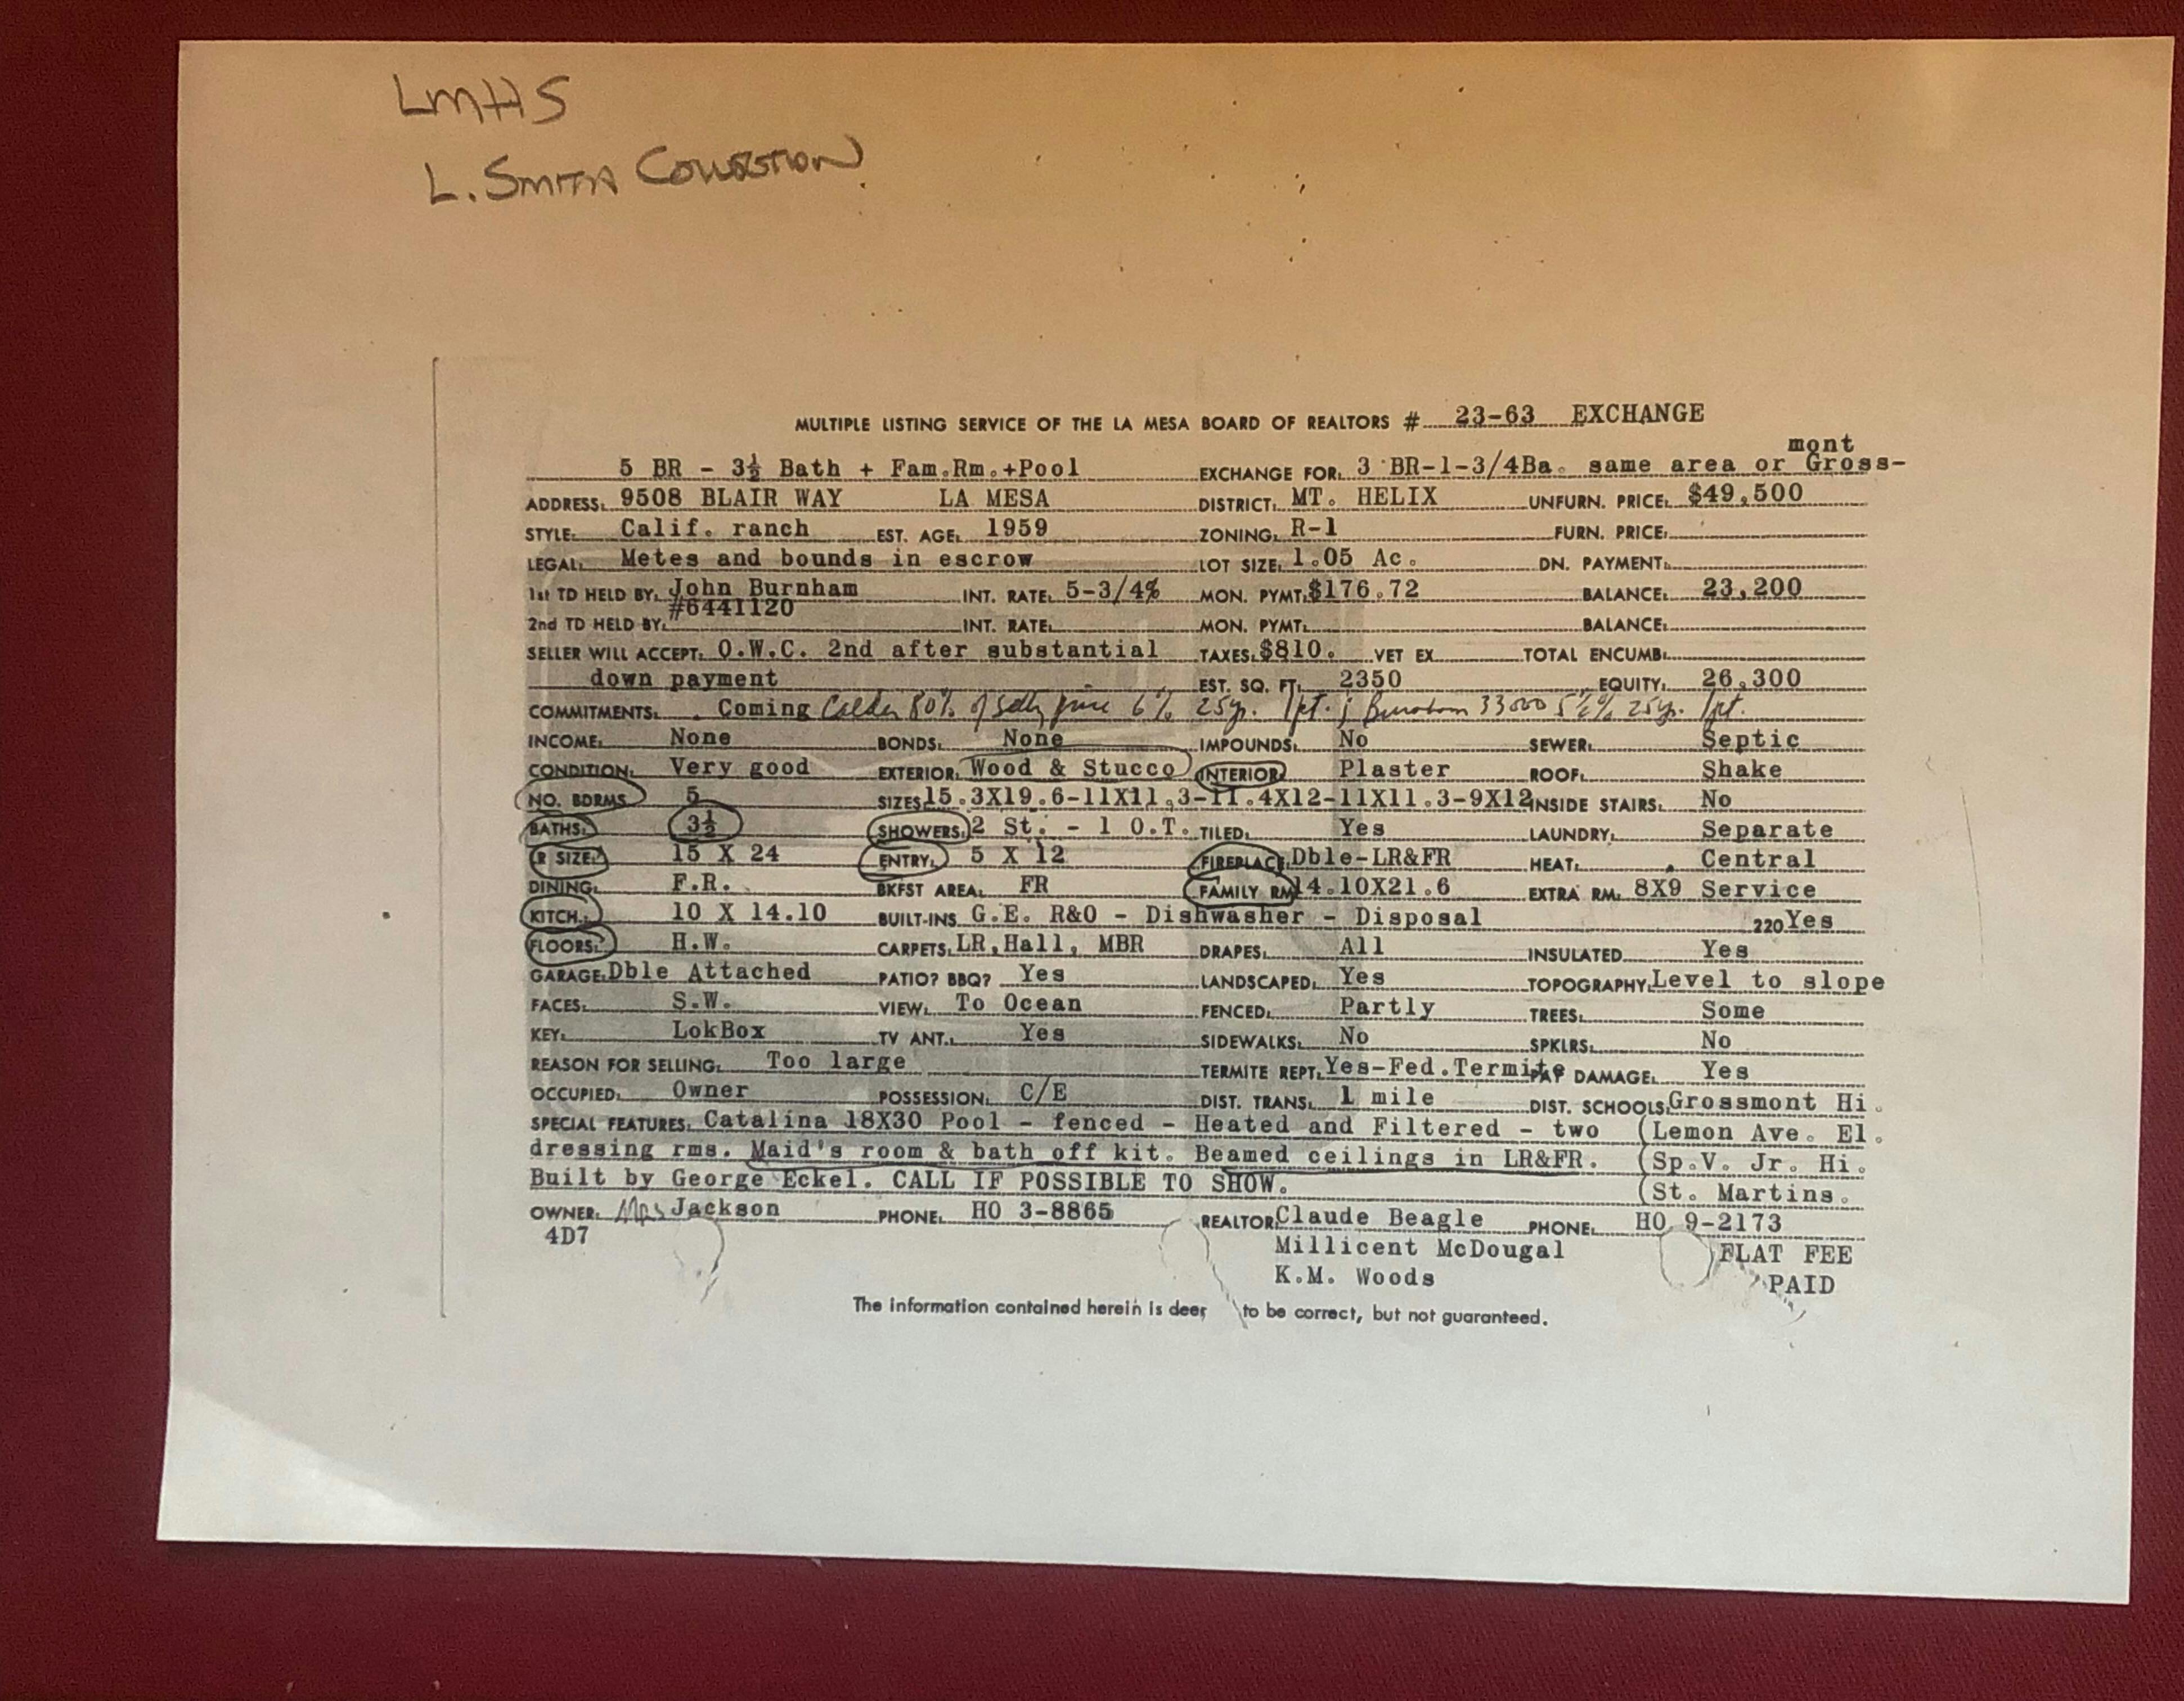 LMHS
L. SMITH COLLECTION
MULTIPLE LISTING SERVICE OF THE LA MESA BOARD OF REALTORS # 23-63 EXCHANGE
mont
5 BR - 3½ Bath + Fam.Rm.+Pool EXCHANGE FOR: 3 BR-1-3/4Ba. same area or Gross-
ADDRESS: 9508 BLAIR WAY LA MESA DISTRICT: MT. HELIX UNFURN. PRICE: $49,500
STYLE: Calif. ranch EST. AGE: 1959 ZONING: R-1 FURN. PRICE:
LEGAL: Metes and bounds in escrow LOT SIZE: 1.05 Ac. DN. PAYMENT:
1st TD HELD BY: John Burnham INT. RATE: 5-3/4% MON. PYMT: $176.72 BALANCE: 23,200
#6441120
2nd TD HELD BY: INT. RATE: MON. PYMT: BALANCE:
SELLER WILL ACCEPT: O.W.C. 2nd after substantial TAXES: $810. VET EX. TOTAL ENCUMB:
down payment EST. SQ. FT: 2350 EQUITY: 26,300
COMMITMENTS: Coming 80% of 6% 25yr. 1pt. ; Burnham 33000 5½% 25yr. 1pt.
INCOME: None BONDS: None IMPOUNDS: No SEWER: Septic
CONDITION: Very good EXTERIOR: Wood & Stucco INTERIOR: Plaster ROOF: Shake
NO. BDRMS 5 SIZES 15.3X19.6-11X11.3-11.4X12-11X11.3-9X12 INSIDE STAIRS: No
BATHS: 3½ SHOWERS: 2 St. - 1 O.T. TILED: Yes LAUNDRY: Separate
R SIZE: 15 X 24 ENTRY: 5 X 12 FIREPLACE: Dble-LR&FR HEAT: Central
DINING: F.R. BKFST AREA: FR FAMILY RM 14.10X21.6 EXTRA RM: 8X9 Service
KITCH.: 10 X 14.10 BUILT-INS G.E. R&O - Dishwasher - Disposal 220 Yes
FLOORS: H.W. CARPETS: LR, Hall, MBR DRAPES: All INSULATED Yes
GARAGE: Dble Attached PATIO? BBQ? Yes LANDSCAPED: Yes TOPOGRAPHY: Level to slope
FACES: S.W. VIEW: To Ocean FENCED: Partly TREES: Some
KEY: LokBox TV ANT.: Yes SIDEWALKS: No SPKLRS: No
REASON FOR SELLING: Too large TERMITE REPT: Yes-Fed.Termite PAY DAMAGE: Yes
OCCUPIED: Owner POSSESSION: C/E DIST. TRANS: 1 mile DIST. SCHOOLS: Grossmont Hi.
SPECIAL FEATURES: Catalina 18X30 Pool - fenced - Heated and Filtered - two (Lemon Ave. El.
dressing rms. Maid's room & bath off kit. Beamed ceilings in LR&FR. (Sp.V. Jr. Hi.
Built by George Eckel. CALL IF POSSIBLE TO SHOW. (St. Martins.
OWNER: Mrs Jackson PHONE: HO 3-8865 REALTOR: Claude Beagle PHONE: HO 9-2173
4D7 Millicent McDougal FLAT FEE
K.M. Woods PAID
The information contained herein is deer to be correct, but not guaranteed.